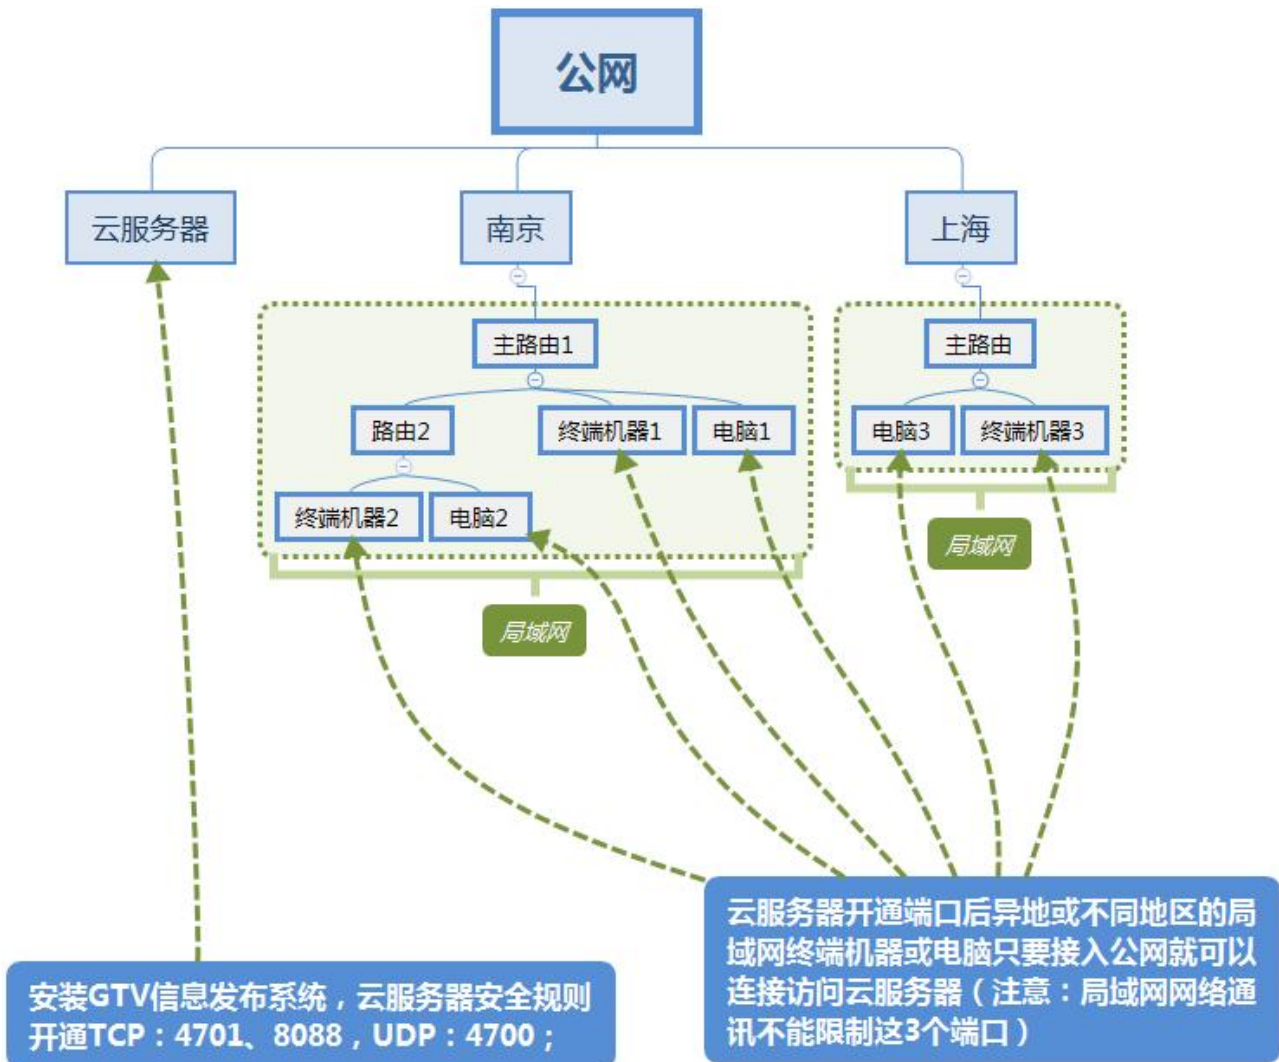 公网
云服务器
南京
上海
主路由1
主路由
路由2
终端机器1
电脑1
电脑3
终端机器3
终端机器2
电脑2
局域网
局域网
云服务器开通端口后异地或不同地区的局
域网终端机器或电脑只要接入公网就可以
连接访问云服务器（注意：局域网网络通
讯不能限制这3个端口）
安装GTV信息发布系统，云服务器安全规则
开通TCP：4701、8088，UDP：4700；